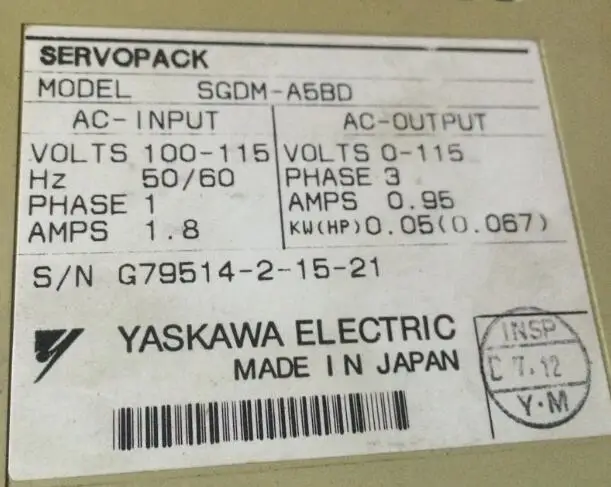 SERVOPACK
MODEL SGDM-A5BD
AC-INPUT AC-OUTPUT
VOLTS 100-115 VOLTS 0-115
Hz 50/60 PHASE 3
PHASE 1 AMPS 0.95
AMPS 1.8 KW(HP)0.05(0.067)
S/N G79514-2-15-21
YASKAWA ELECTRIC
MADE IN JAPAN
INSP
7.12
Y·M